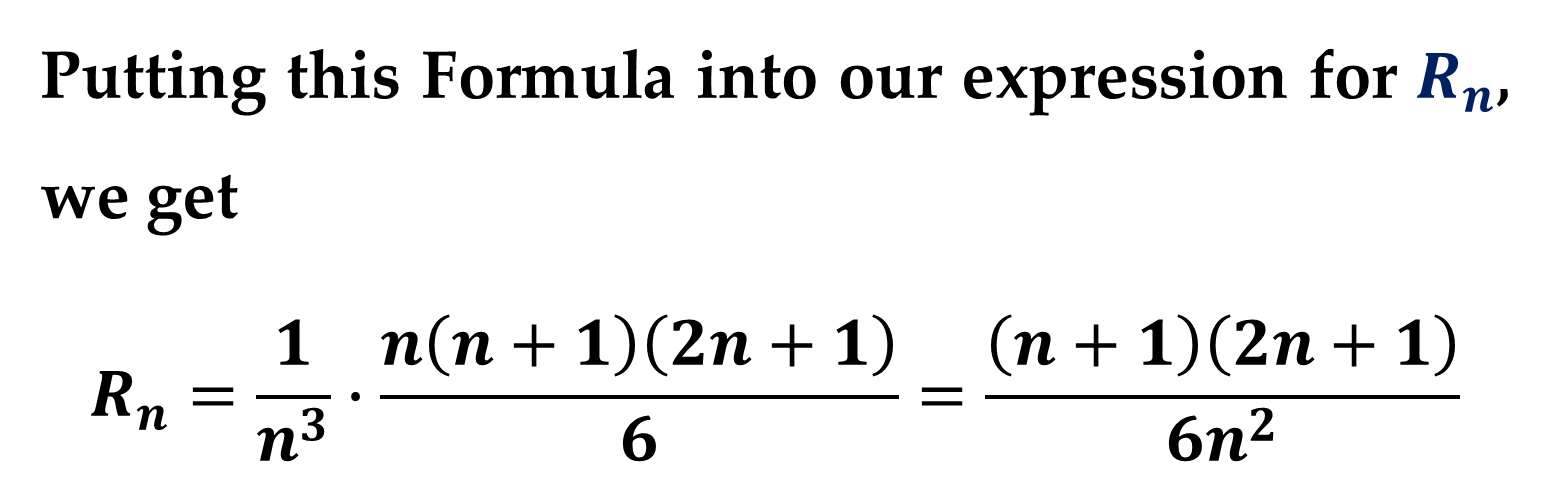 Putting this Formula into our expression for Rₙ,
we get
Rₙ = 1/n³ · n(n + 1)(2n + 1)/6 = (n + 1)(2n + 1)/6n²